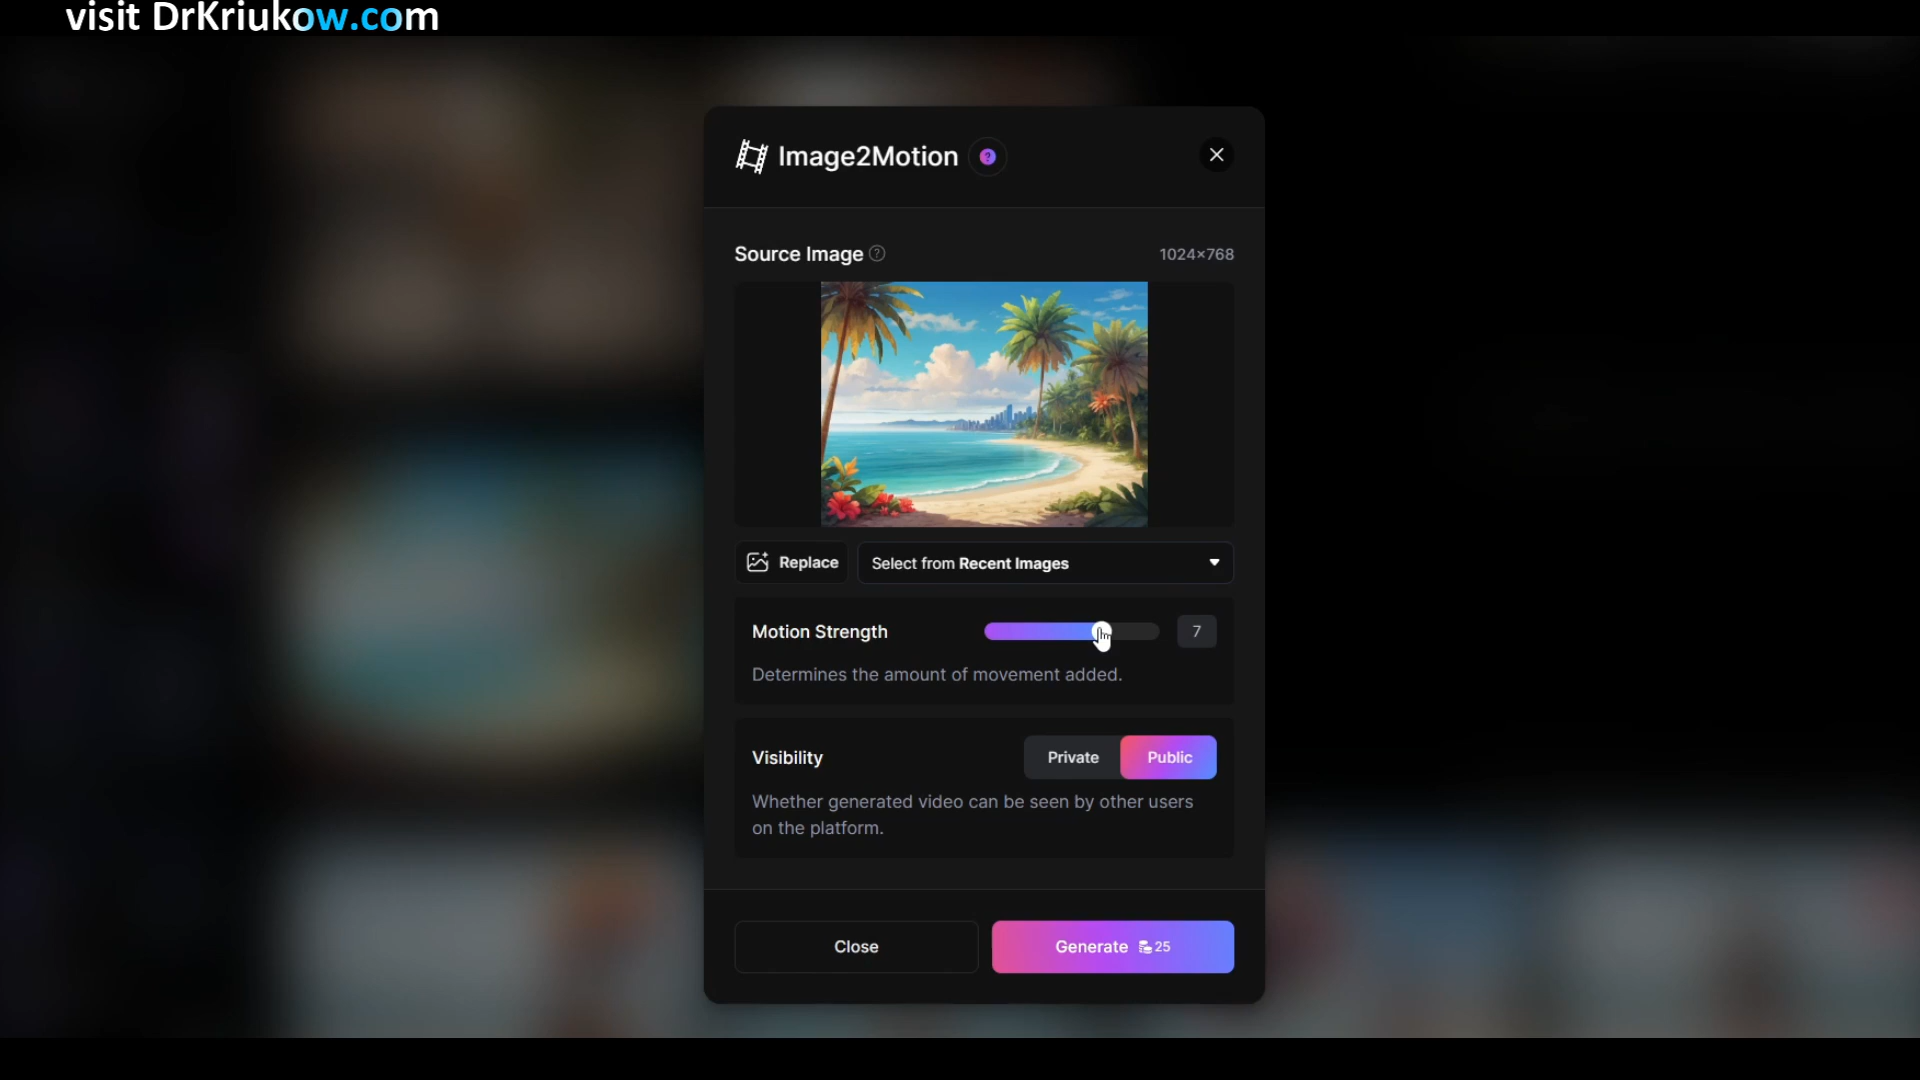 visit DrKriukow.com
Image2Motion ?
Source Image ? 1024×768
Replace Select from Recent Images
Motion Strength 7
Determines the amount of movement added.
Visibility Private Public
Whether generated video can be seen by other users
on the platform.
Close Generate 25